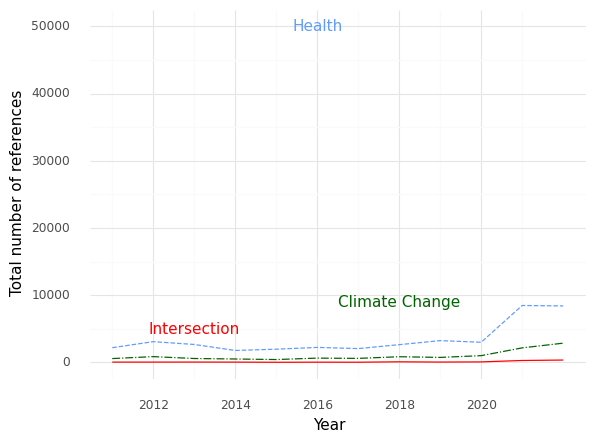 Health
50000
40000
30000
20000
10000
0
Total number of references
Climate Change
Intersection
2012
2014
2016
2018
2020
Year